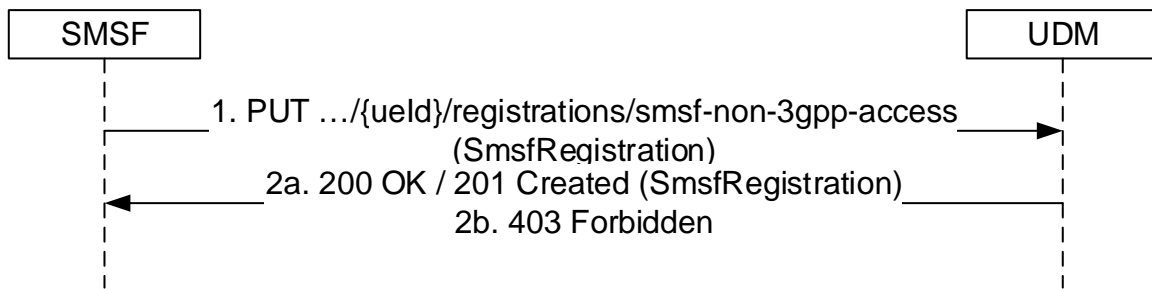 SMSF
UDM
1. PUT …/{ueId}/registrations/smsf-non-3gpp-access
(SmsfRegistration)
2a. 200 OK / 201 Created (SmsfRegistration)
2b. 403 Forbidden